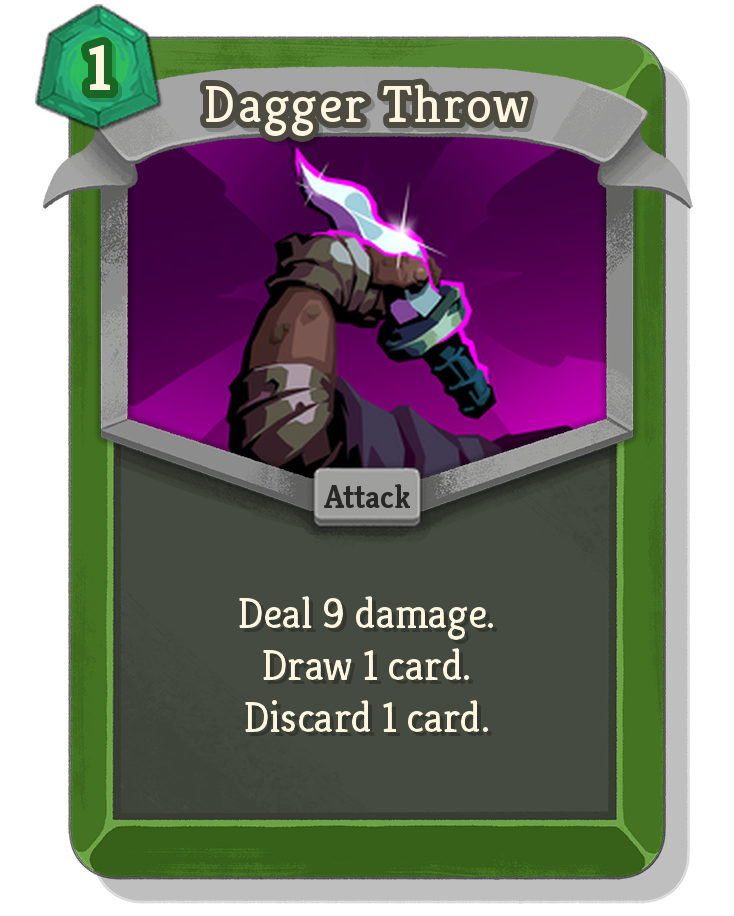 1
Dagger Throw
Attack
Deal 9 damage.
Draw 1 card.
Discard 1 card.